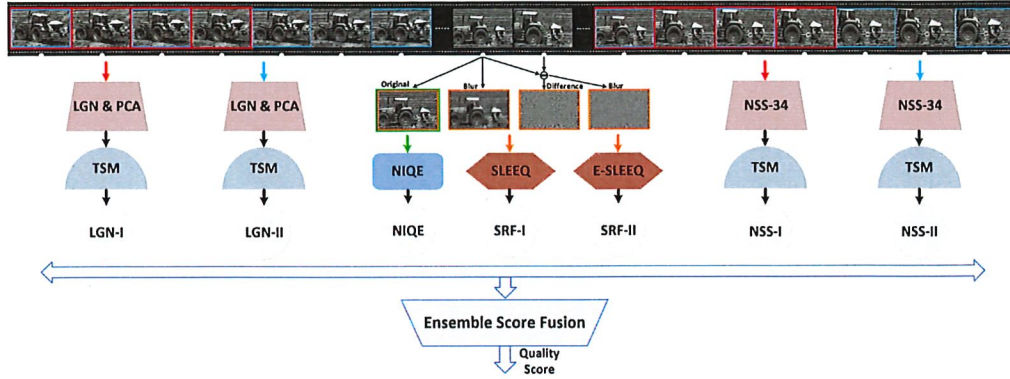 Original
Blur
Difference
Blur
LGN & PCA
LGN & PCA
NSS-34
NSS-34
TSM
TSM
NIQE
SLEEQ
E-SLEEQ
TSM
TSM
LGN-I
LGN-II
NIQE
SRF-I
SRF-II
NSS-I
NSS-II
Ensemble Score Fusion
Quality
Score